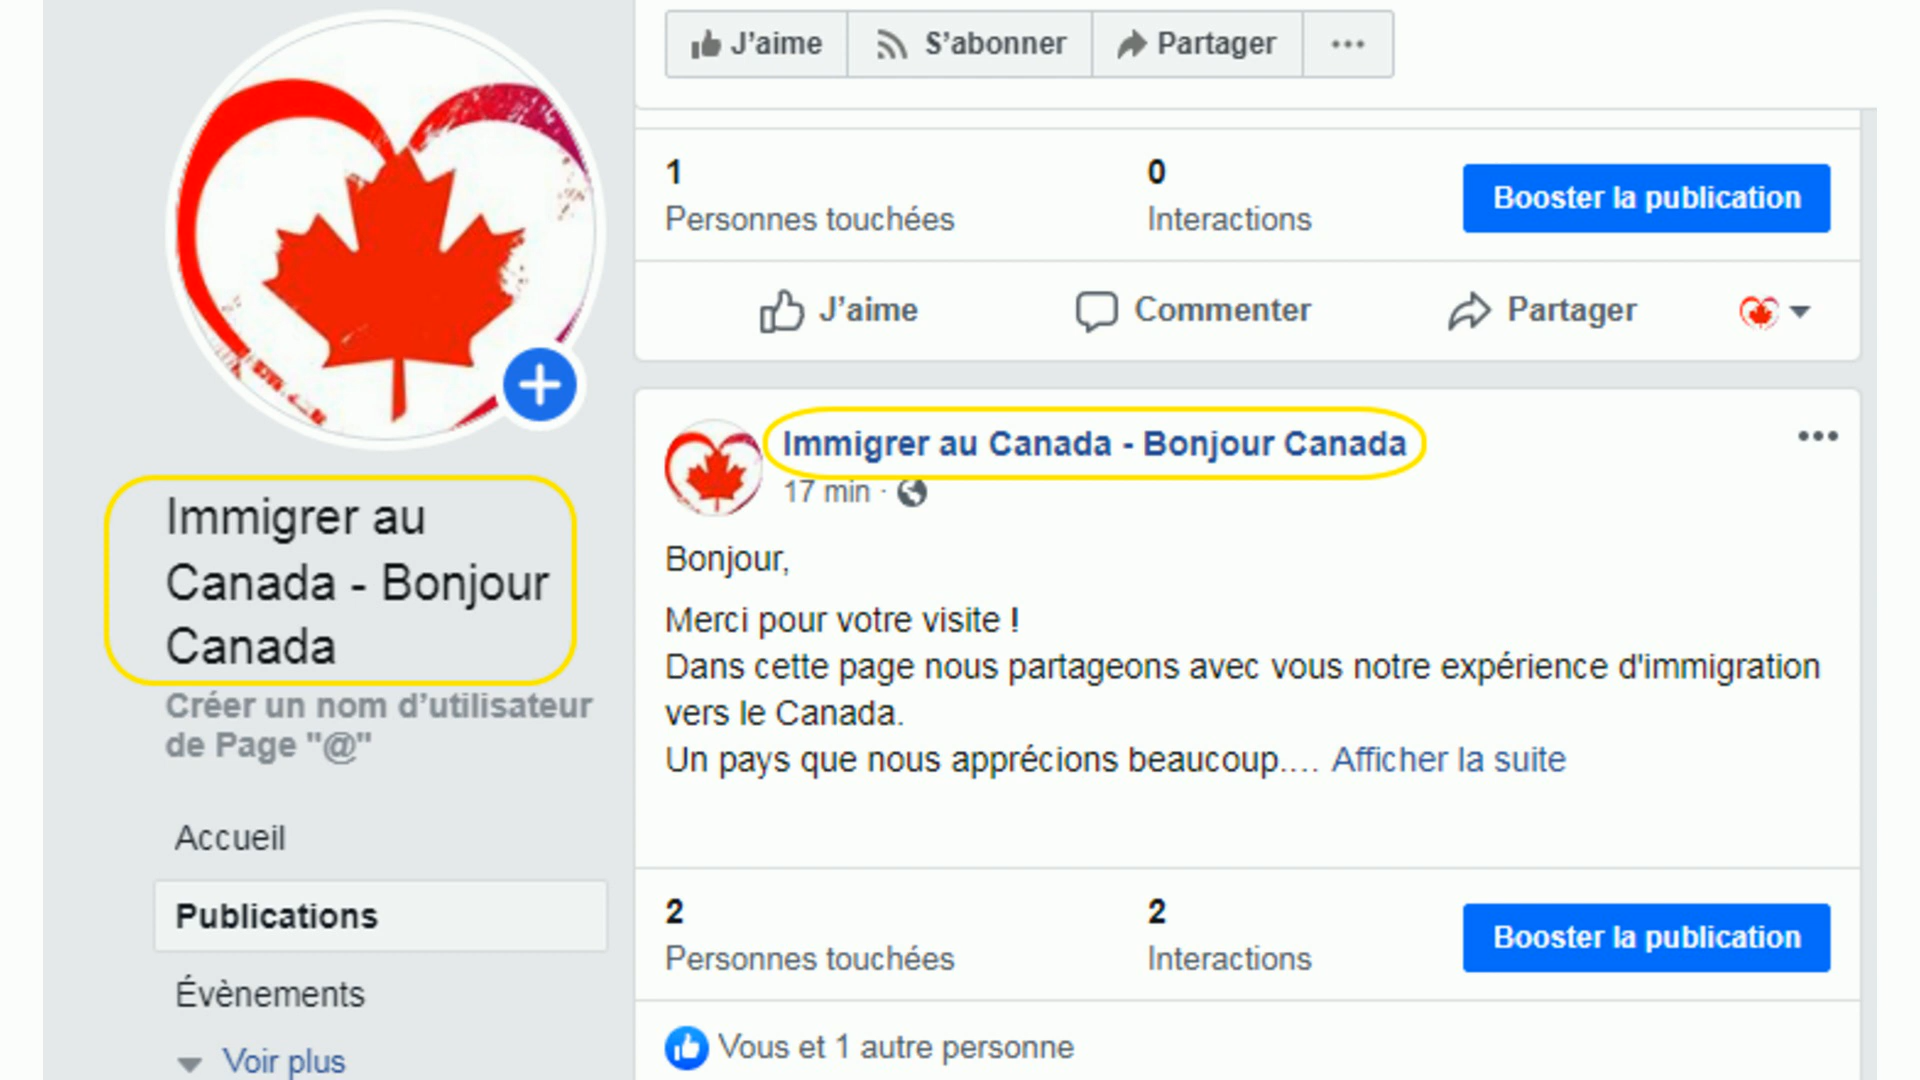 J’aime
S’abonner
Partager
1
Personnes touchées
0
Interactions
Booster la publication
J’aime
Commenter
Partager
Immigrer au
Canada - Bonjour
Canada
Créer un nom d’utilisateur
de Page "@"
Accueil
Publications
Évènements
Voir plus
Immigrer au Canada - Bonjour Canada
17 min ·
Bonjour,
Merci pour votre visite !
Dans cette page nous partageons avec vous notre expérience d'immigration
vers le Canada.
Un pays que nous apprécions beaucoup.... Afficher la suite
2
Personnes touchées
2
Interactions
Booster la publication
Vous et 1 autre personne